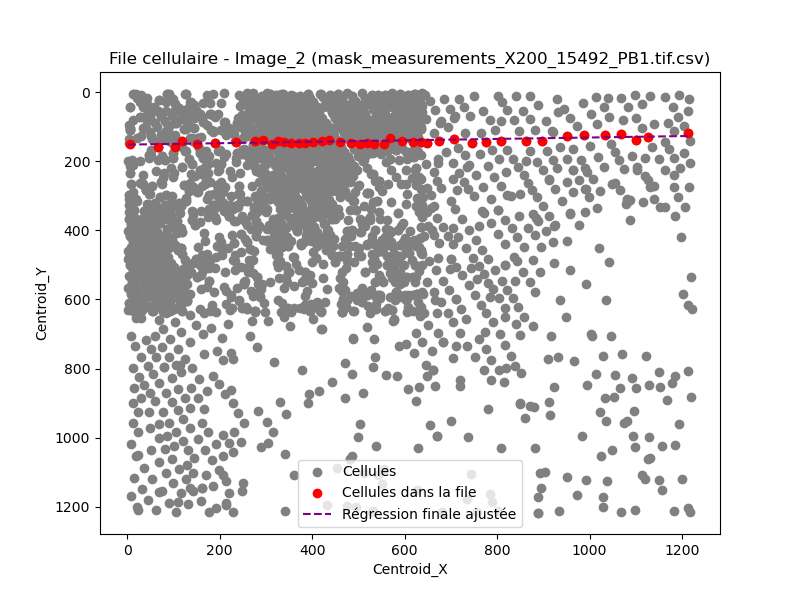 File cellulaire - Image_2 (mask_measurements_X200_15492_PB1.tif.csv)
0
200
400
600
800
1000
1200
Centroid_Y
Cellules
Cellules dans la file
Régression finale ajustée
0 200 400 600 800 1000 1200
Centroid_X